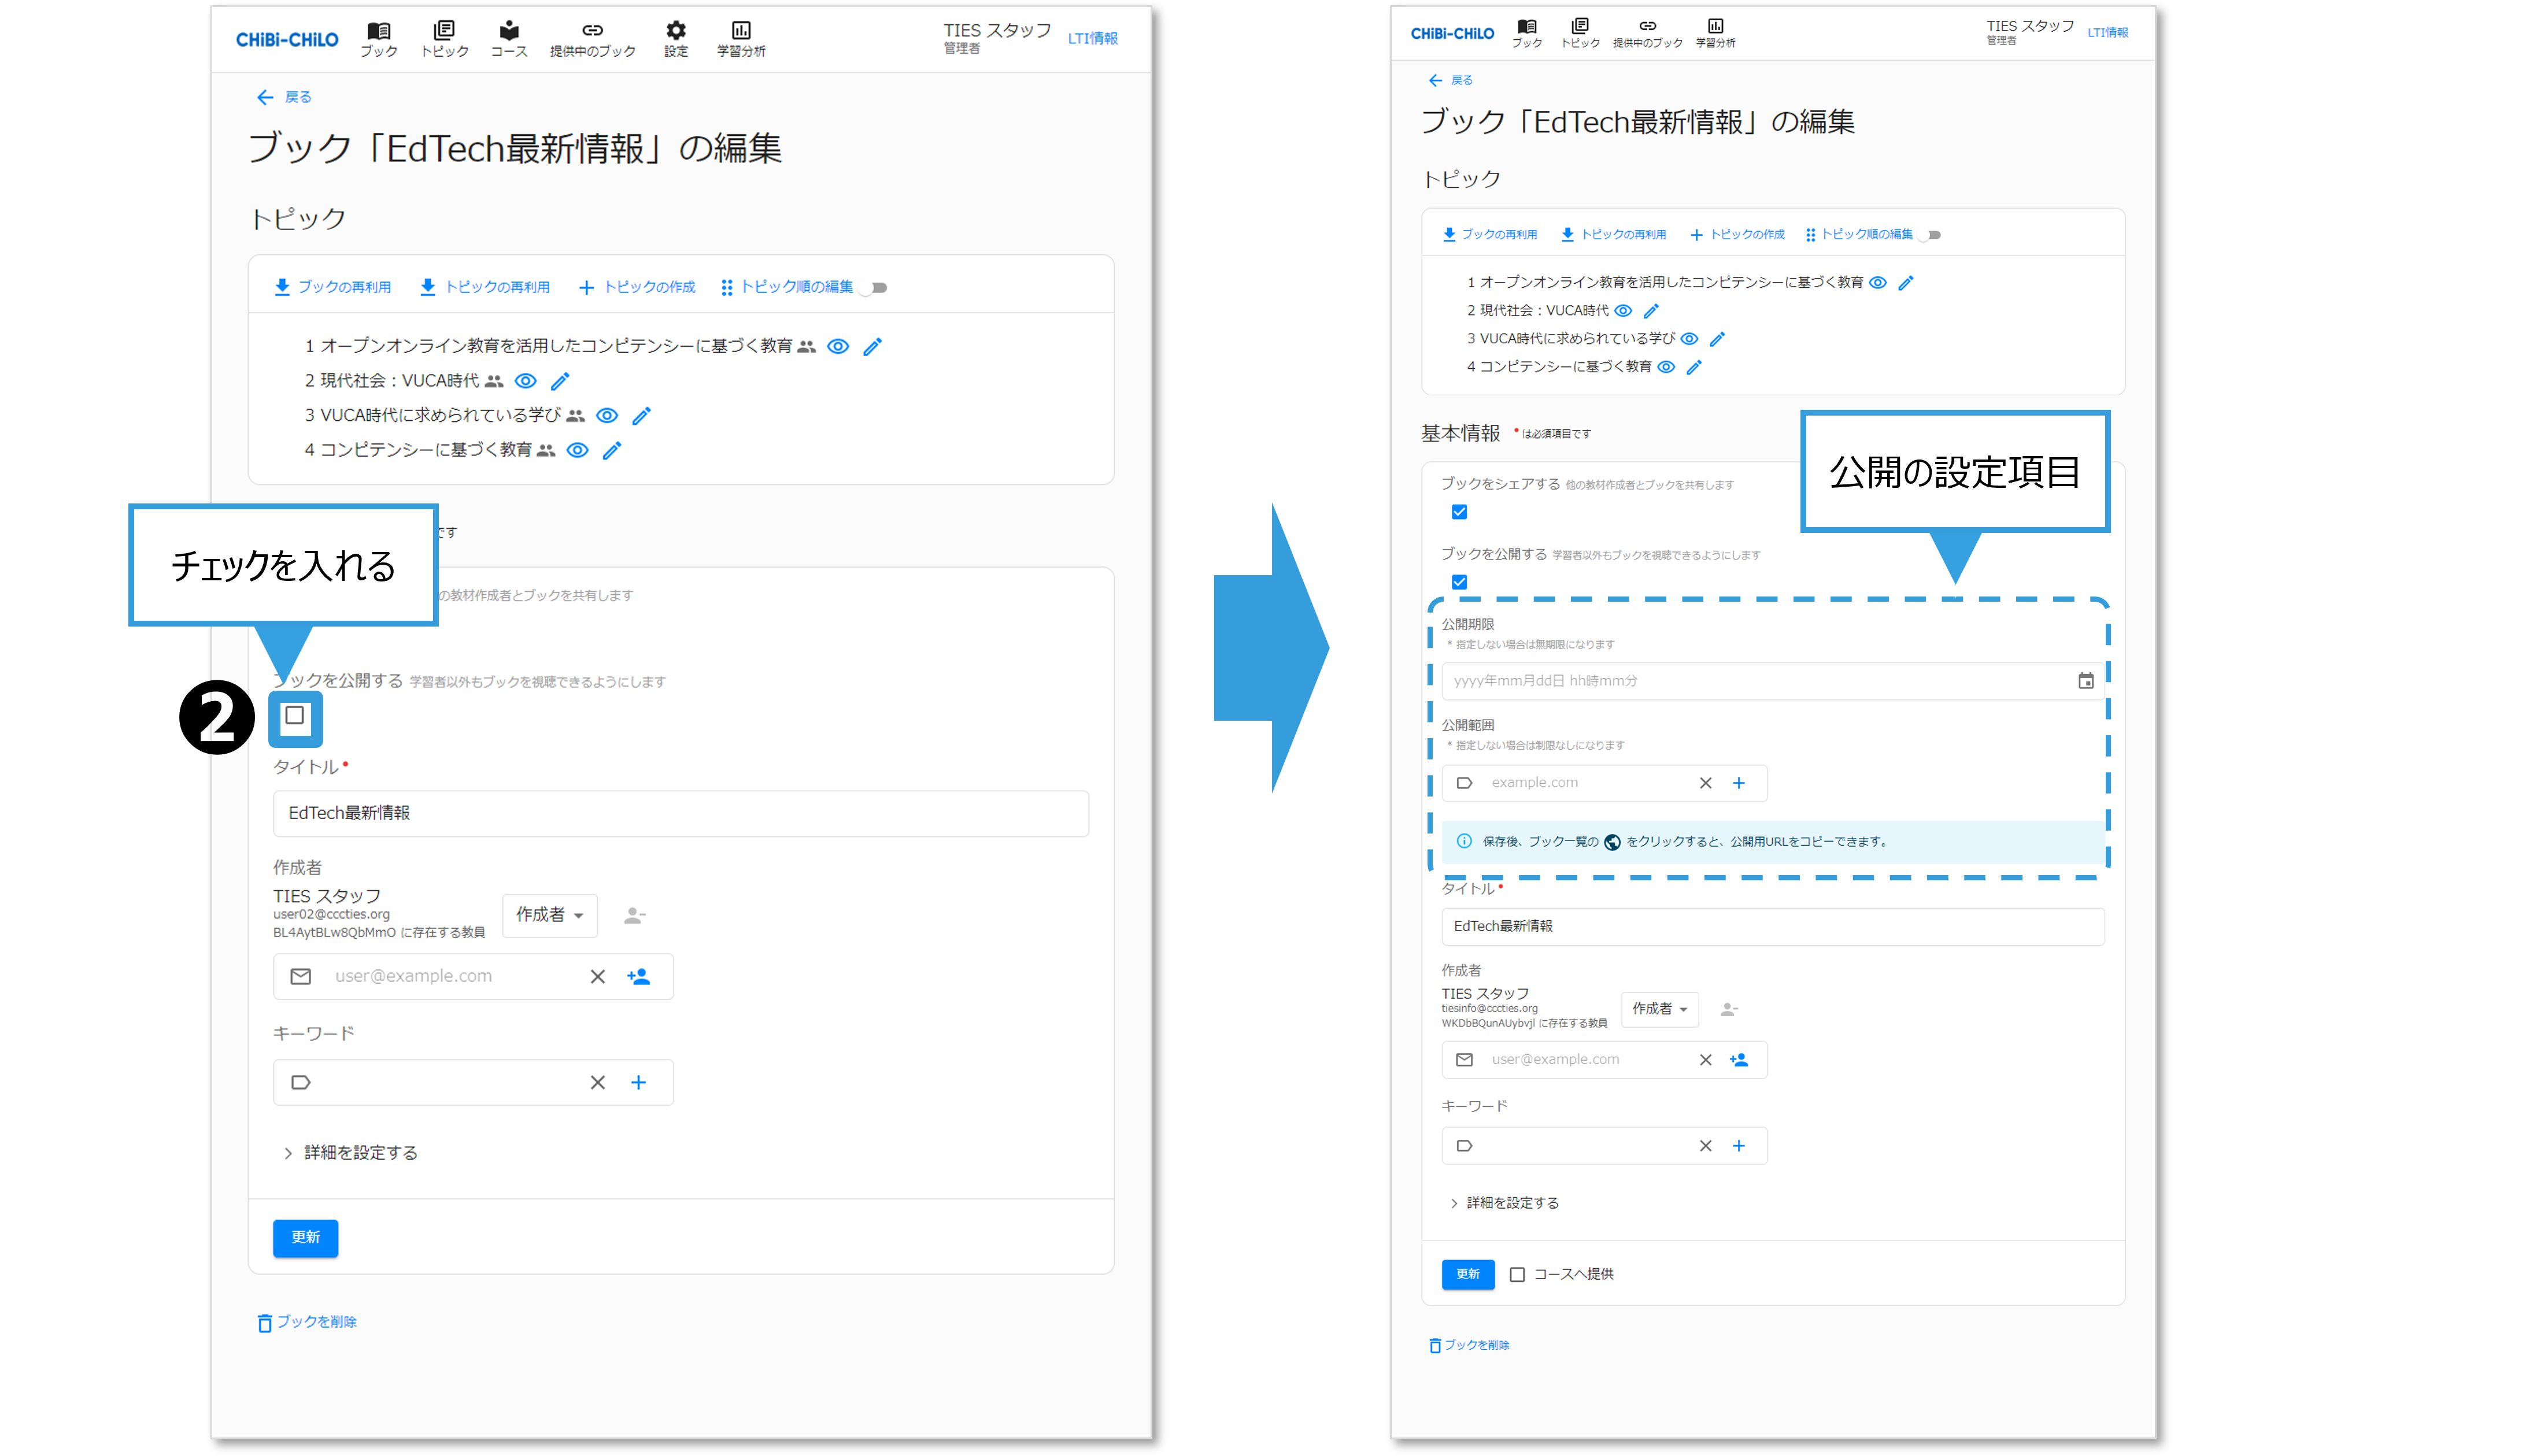 CHiBi-CHiLO
ブック
トピック
コース
提供中のブック
設定
学習分析
TIES スタッフ
管理者
LTI情報
戻る
ブック「EdTech最新情報」の編集
トピック
ブックの再利用
トピックの再利用
トピックの作成
トピック順の編集
1 オープンオンライン教育を活用したコンピテンシーに基づく教育
2 現代社会：VUCA時代
3 VUCA時代に求められている学び
4 コンピテンシーに基づく教育
です
チェックを入れる
の教材作成者とブックを共有します
ブックを公開する 学習者以外もブックを視聴できるようにします
2
タイトル*
EdTech最新情報
作成者
TIES スタッフ
user02@cccties.org
BL4AytBLw8QbMmO に存在する教員
作成者
user@example.com
キーワード
詳細を設定する
更新
ブックを削除
CHiBi-CHiLO
ブック
トピック
提供中のブック
学習分析
TIES スタッフ
管理者
LTI情報
戻る
ブック「EdTech最新情報」の編集
トピック
ブックの再利用
トピックの再利用
トピックの作成
トピック順の編集
1 オープンオンライン教育を活用したコンピテンシーに基づく教育
2 現代社会：VUCA時代
3 VUCA時代に求められている学び
4 コンピテンシーに基づく教育
基本情報 * は必須項目です
公開の設定項目
ブックをシェアする 他の教材作成者とブックを共有します
ブックを公開する 学習者以外もブックを視聴できるようにします
公開期限
* 指定しない場合は無期限になります
yyyy年mm月dd日 hh時mm分
公開範囲
* 指定しない場合は制限なしになります
example.com
保存後、ブック一覧の をクリックすると、公開用URLをコピーできます。
タイトル*
EdTech最新情報
作成者
TIES スタッフ
tiesinfo@cccties.org
WKDbBQunAUybvjl に存在する教員
作成者
user@example.com
キーワード
詳細を設定する
更新
コースへ提供
ブックを削除